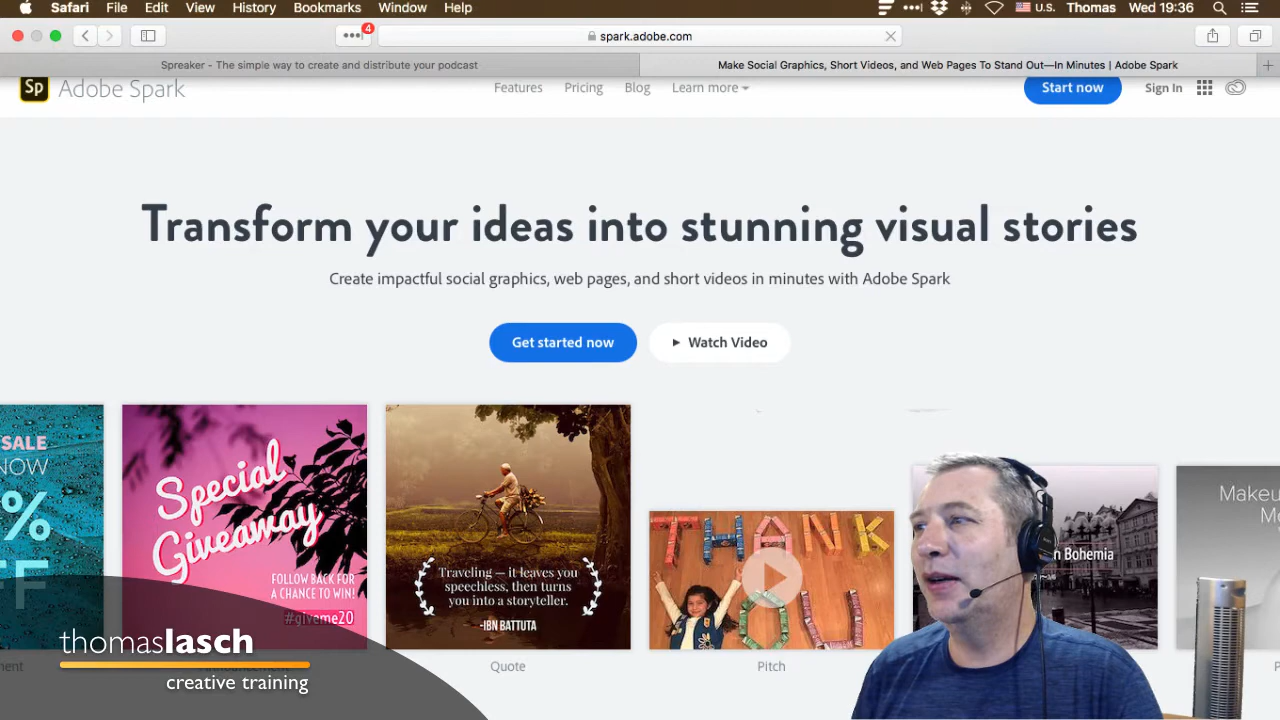 Safari File Edit View History Bookmarks Window Help U.S. Thomas Wed 19:36
4
spark.adobe.com
Spreaker - The simple way to create and distribute your podcast
Make Social Graphics, Short Videos, and Web Pages To Stand Out—In Minutes | Adobe Spark
Sp Adobe Spark Features Pricing Blog Learn more Start now Sign In
Transform your ideas into stunning visual stories
Create impactful social graphics, web pages, and short videos in minutes with Adobe Spark
Get started now
Watch Video
SALE
NOW
%
FF
Special
Giveaway
FOLLOW BACK FOR
A CHANCE TO WIN!
#giveme20
Traveling — it leaves you
speechless, then turns
you into a storyteller.
-IBN BATTUTA
Quote
THANK
YOU
Pitch
n Bohemia
Makeu
Mo
thomaslasch
creative training